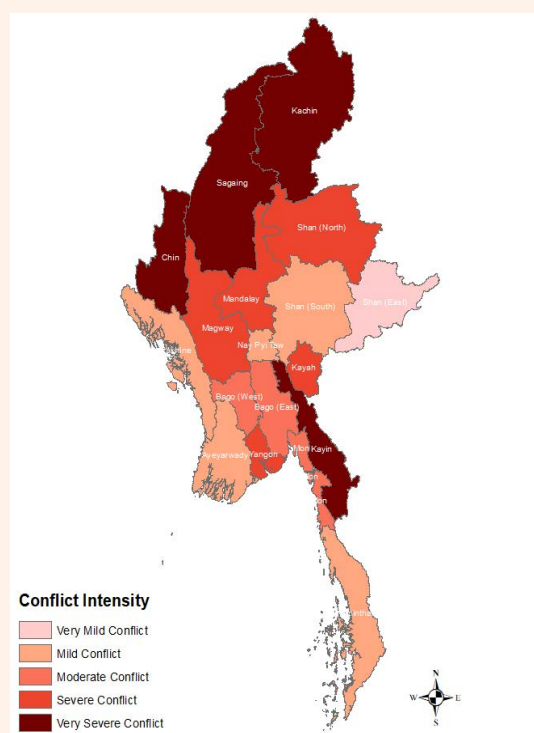 Kachin
Sagaing
Shan (North)
Chin
Mandalay
Shan (South)
Shan (East)
Magway
Nay Pyi Taw
Kayah
Bago (West)
Bago (East)
Ayeyarwady
Yangon
Mon
Kayin
Conflict Intensity
Very Mild Conflict
Mild Conflict
Moderate Conflict
Severe Conflict
Very Severe Conflict
N
W
E
S